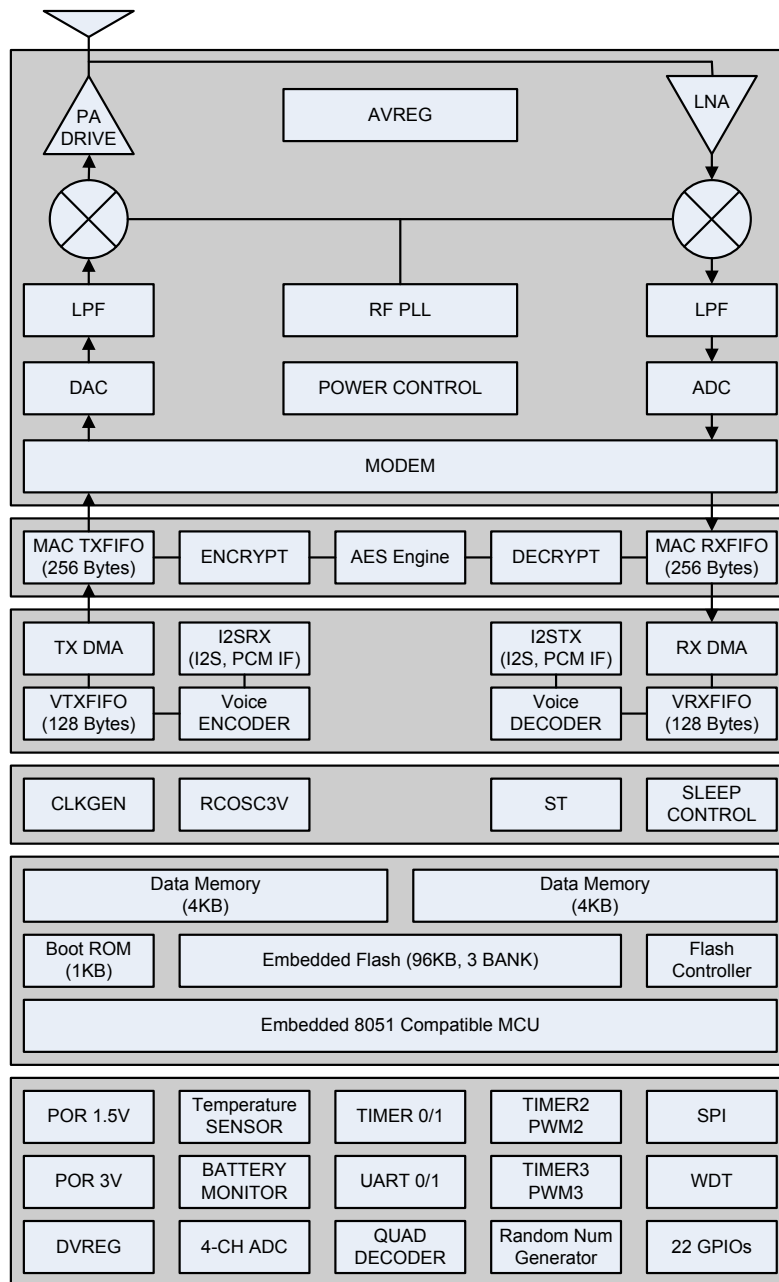 PA
DRIVE
AVREG
LNA
LPF
RF PLL
LPF
DAC
POWER CONTROL
ADC
MODEM
MAC TXFIFO
(256 Bytes)
ENCRYPT
AES Engine
DECRYPT
MAC RXFIFO
(256 Bytes)
TX DMA
I2SRX
(I2S, PCM IF)
I2STX
(I2S, PCM IF)
RX DMA
VTXFIFO
(128 Bytes)
Voice
ENCODER
Voice
DECODER
VRXFIFO
(128 Bytes)
CLKGEN
RCOSC3V
ST
SLEEP
CONTROL
Data Memory
(4KB)
Data Memory
(4KB)
Boot ROM
(1KB)
Embedded Flash (96KB, 3 BANK)
Flash
Controller
Embedded 8051 Compatible MCU
POR 1.5V
Temperature
SENSOR
TIMER 0/1
TIMER2
PWM2
SPI
POR 3V
BATTERY
MONITOR
UART 0/1
TIMER3
PWM3
WDT
DVREG
4-CH ADC
QUAD
DECODER
Random Num
Generator
22 GPIOs